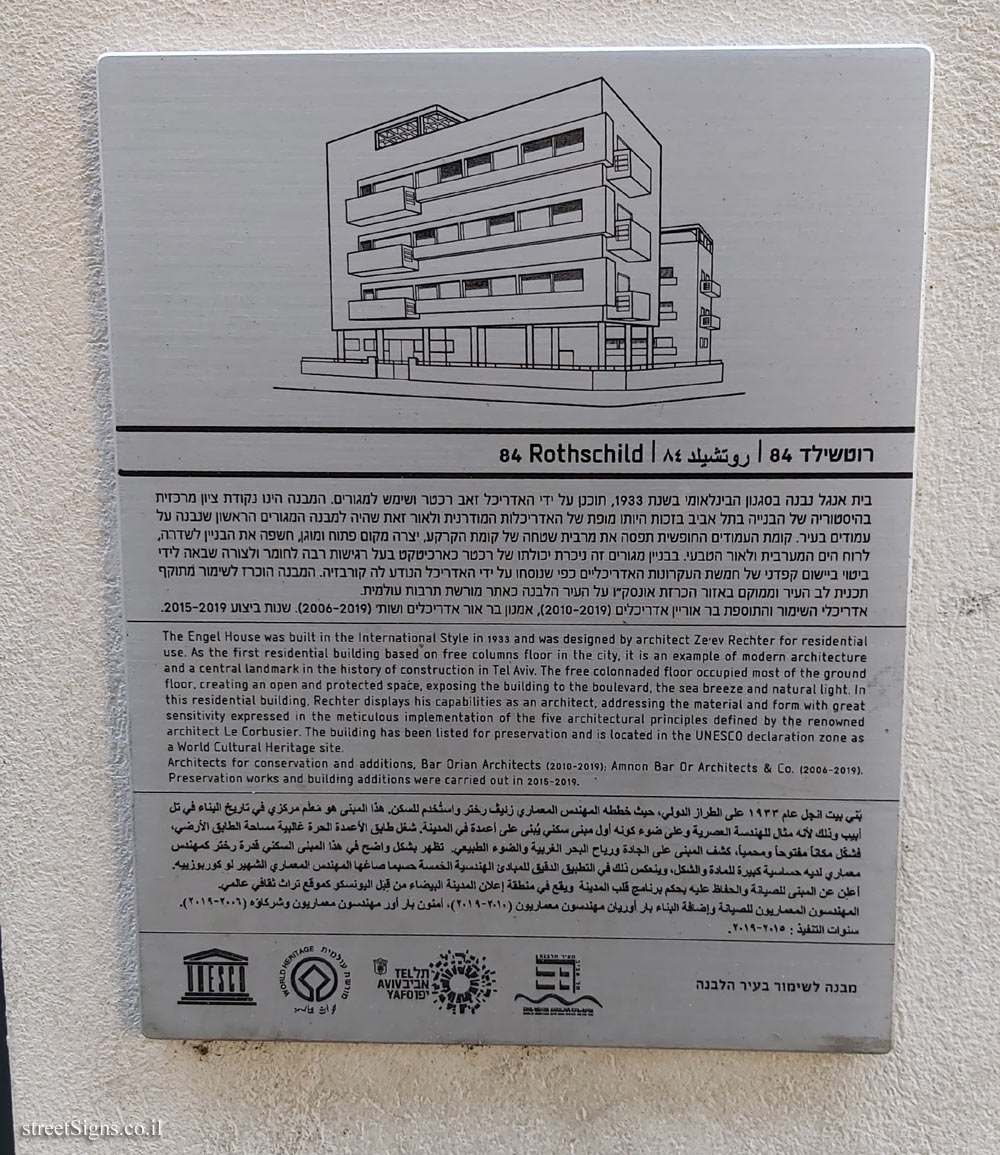 רוטשילד 84 | روتشيلد ٨٤ | 84 Rothschild
בית אנגל נבנה בסגנון הבינלאומי בשנת 1933, תוכנן על ידי האדריכל זאב רכטר ושימש למגורים. המבנה הינו נקודת ציון מרכזית
בהיסטוריה של הבנייה בתל אביב בזכות היותו מופת של האדריכלות המודרנית ולאור זאת שהיה למבנה המגורים הראשון שנבנה על
עמודים בעיר. קומת העמודים החופשית תפסה את מרבית שטחה של קומת הקרקע, יצרה מקום פתוח ומוגן, חשפה את הבניין לשדרה,
לרוח הים המערבית ולאור הטבעי. בבניין מגורים זה ניכרת יכולתו של רכטר כארכיטקט בעל רגישות רבה לחומר ולצורה שבאה לידי
ביטוי ביישום קפדני של חמשת העקרונות האדריכליים כפי שנוסחו על ידי האדריכל הנודע לה קורבוזיה. המבנה הוכרז לשימור מתוקף
תכנית לב העיר וממוקם באזור הכרזת אונסק״ו על העיר הלבנה כאתר מורשת תרבות עולמית.
אדריכלי השימור והתוספת בר אוריין אדריכלים (2010-2019), אמנון בר אור אדריכלים ושות׳ (2006-2019). שנות ביצוע 2015-2019.
The Engel House was built in the International Style in 1933 and was designed by architect Ze'ev Rechter for residential
use. As the first residential building based on free columns floor in the city, it is an example of modern architecture
and a central landmark in the history of construction in Tel Aviv. The free colonnaded floor occupied most of the ground
floor, creating an open and protected space, exposing the building to the boulevard, the sea breeze and natural light. In
this residential building, Rechter displays his capabilities as an architect, addressing the material and form with great
sensitivity expressed in the meticulous implementation of the five architectural principles defined by the renowned
architect Le Corbusier. The building has been listed for preservation and is located in the UNESCO declaration zone as
a World Cultural Heritage site.
Architects for conservation and additions, Bar Orian Architects (2010-2019); Amnon Bar Or Architects & Co. (2006-2019).
Preservation works and building additions were carried out in 2015-2019.
بُني بيت انجل عام ١٩٣٣ على الطراز الدولي، حيث خططه المهندس المعماري زئيڤ رختر واستُخدم للسكن. هذا المبنى هو مَعلَم مركزي في تاريخ البناء في تل
أبيب وذلك لأنه مثال للهندسة العصرية وعلى ضوء كونه أول مبنى سكني يُبنى على أعمدة في المدينة. شغل طابق الأعمدة الحرة غالبية مساحة الطابق الأرضي،
فشكّل مكاناً مفتوحاً ومحمياً، كشف المبنى على الجادة ورياح البحر الغربية والضوء الطبيعي. تظهر بشكل واضح في هذا المبنى السكني قدرة رختر كمهندس
معماري لديه حساسية كبيرة للمادة والشكل، وينعكس ذلك في التطبيق الدقيق للمبادئ الهندسية الخمسة حسبما صاغها المهندس المعماري الشهير لو كوربوزييه.
أعلِن عن المبنى للصيانة والحفاظ عليه بحكم برنامج قلب المدينة ويقع في منطقة إعلان المدينة البيضاء من قِبل اليونسكو كموقع تراث ثقافي عالمي.
المهندسون المعماريون للصيانة وإضافة البناء بار أوريان مهندسون معماريون (٢٠١٠-٢٠١٩)، أمنون بار أور مهندسون معماريون وشركاؤه (٢٠٠٦-٢٠١٩).
سنوات التنفيذ : ٢٠١٥-٢٠١٩.
מבנה לשימור בעיר הלבנה
UNESCO
WORLD HERITAGE
מורשת עולמית
TEL תל
AVIV אביב
YAFO יפו
streetSigns.co.il